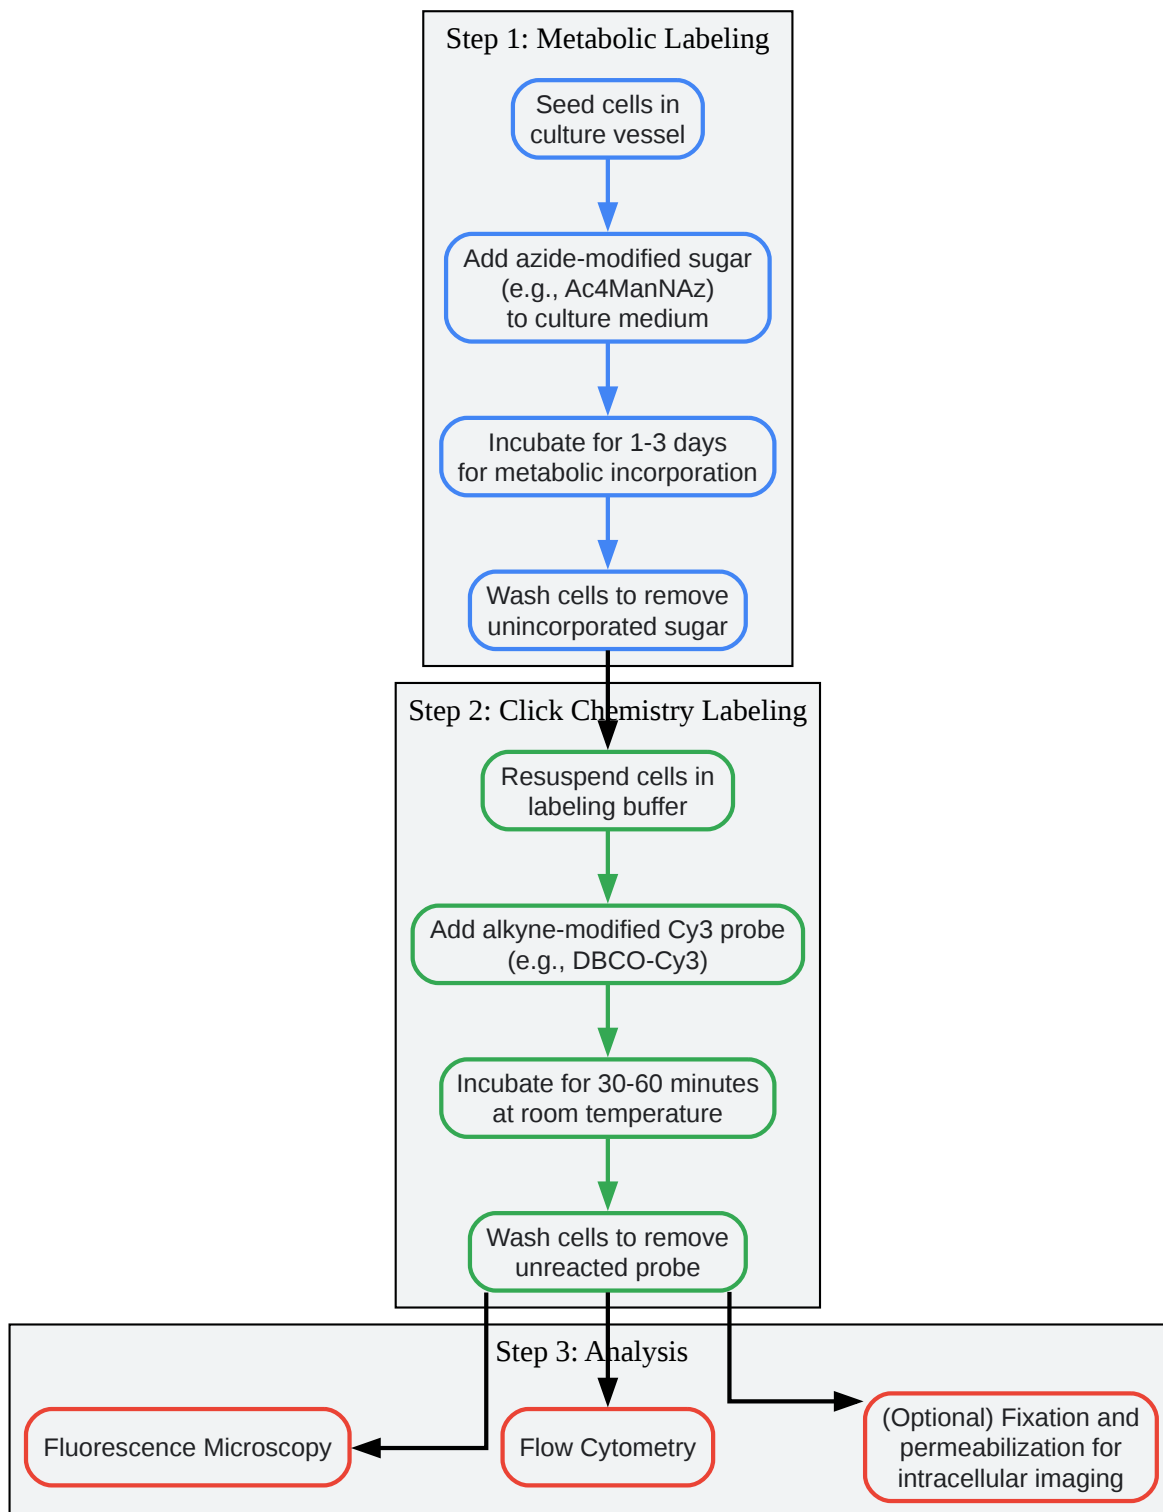 Step 1: Metabolic Labeling
Seed cells in
culture vessel
Add azide-modified sugar
(e.g., Ac4ManNAz)
to culture medium
Incubate for 1-3 days
for metabolic incorporation
Wash cells to remove
unincorporated sugar
Step 2: Click Chemistry Labeling
Resuspend cells in
labeling buffer
Add alkyne-modified Cy3 probe
(e.g., DBCO-Cy3)
Incubate for 30-60 minutes
at room temperature
Wash cells to remove
unreacted probe
Step 3: Analysis
Fluorescence Microscopy
Flow Cytometry
(Optional) Fixation and
permeabilization for
intracellular imaging